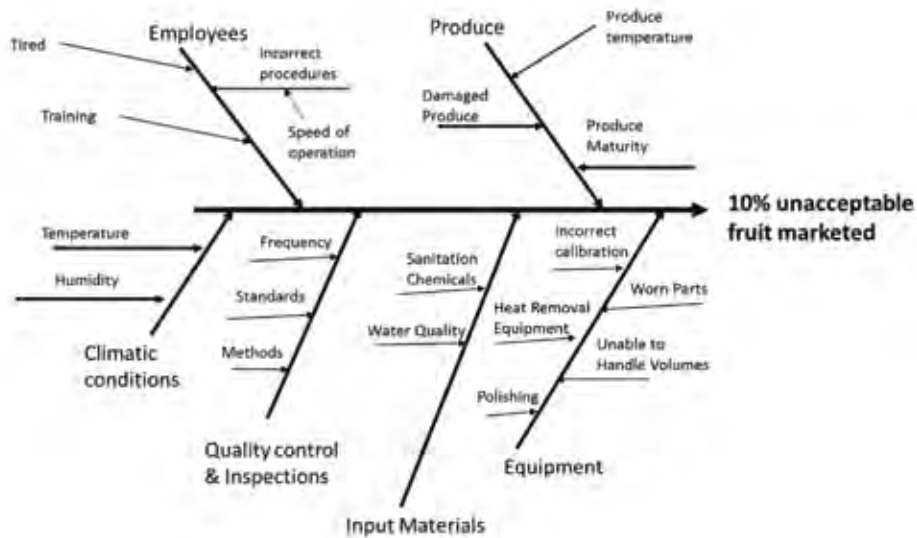 Employees
Tired
Incorrect
procedures
Training
Speed of
operation
Produce
Produce
temperature
Damaged
Produce
Produce
Maturity
10% unacceptable
fruit marketed
Temperature
Humidity
Climatic
conditions
Frequency
Standards
Methods
Quality control
& Inspections
Sanitation
Chemicals
Water Quality
Input Materials
Incorrect
calibration
Worn Parts
Heat Removal
Equipment
Unable to
Handle Volumes
Polishing
Equipment